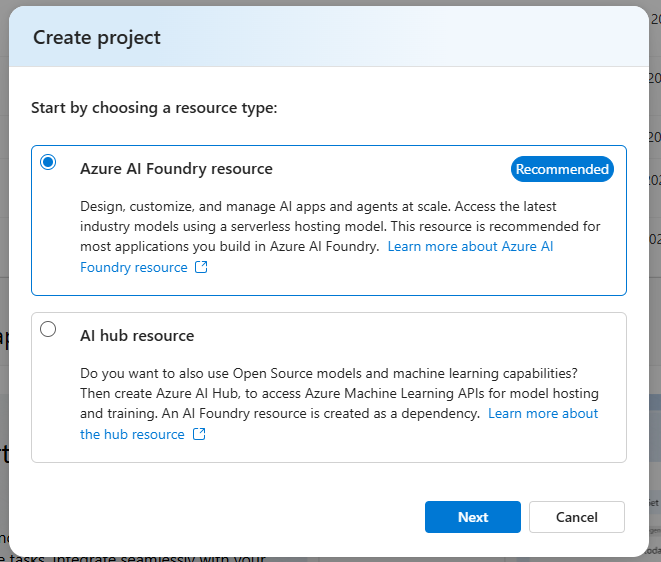 Create project
Start by choosing a resource type:
Azure AI Foundry resource
Recommended
Design, customize, and manage AI apps and agents at scale. Access the latest
industry models using a serverless hosting model. This resource is recommended for
most applications you build in Azure AI Foundry. Learn more about Azure AI
Foundry resource
AI hub resource
Do you want to also use Open Source models and machine learning capabilities?
Then create Azure AI Hub, to access Azure Machine Learning APIs for model hosting
and training. An AI Foundry resource is created as a dependency. Learn more about
the hub resource
Next
Cancel
tasks, integrate seamlessly with your